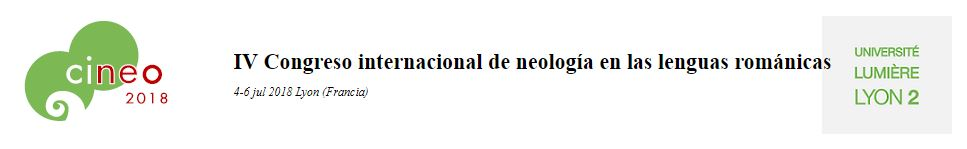 cineo
2018
IV Congreso internacional de neología en las lenguas románicas
4-6 jul 2018 Lyon (Francia)
UNIVERSITÉ
LUMIÈRE
LYON 2